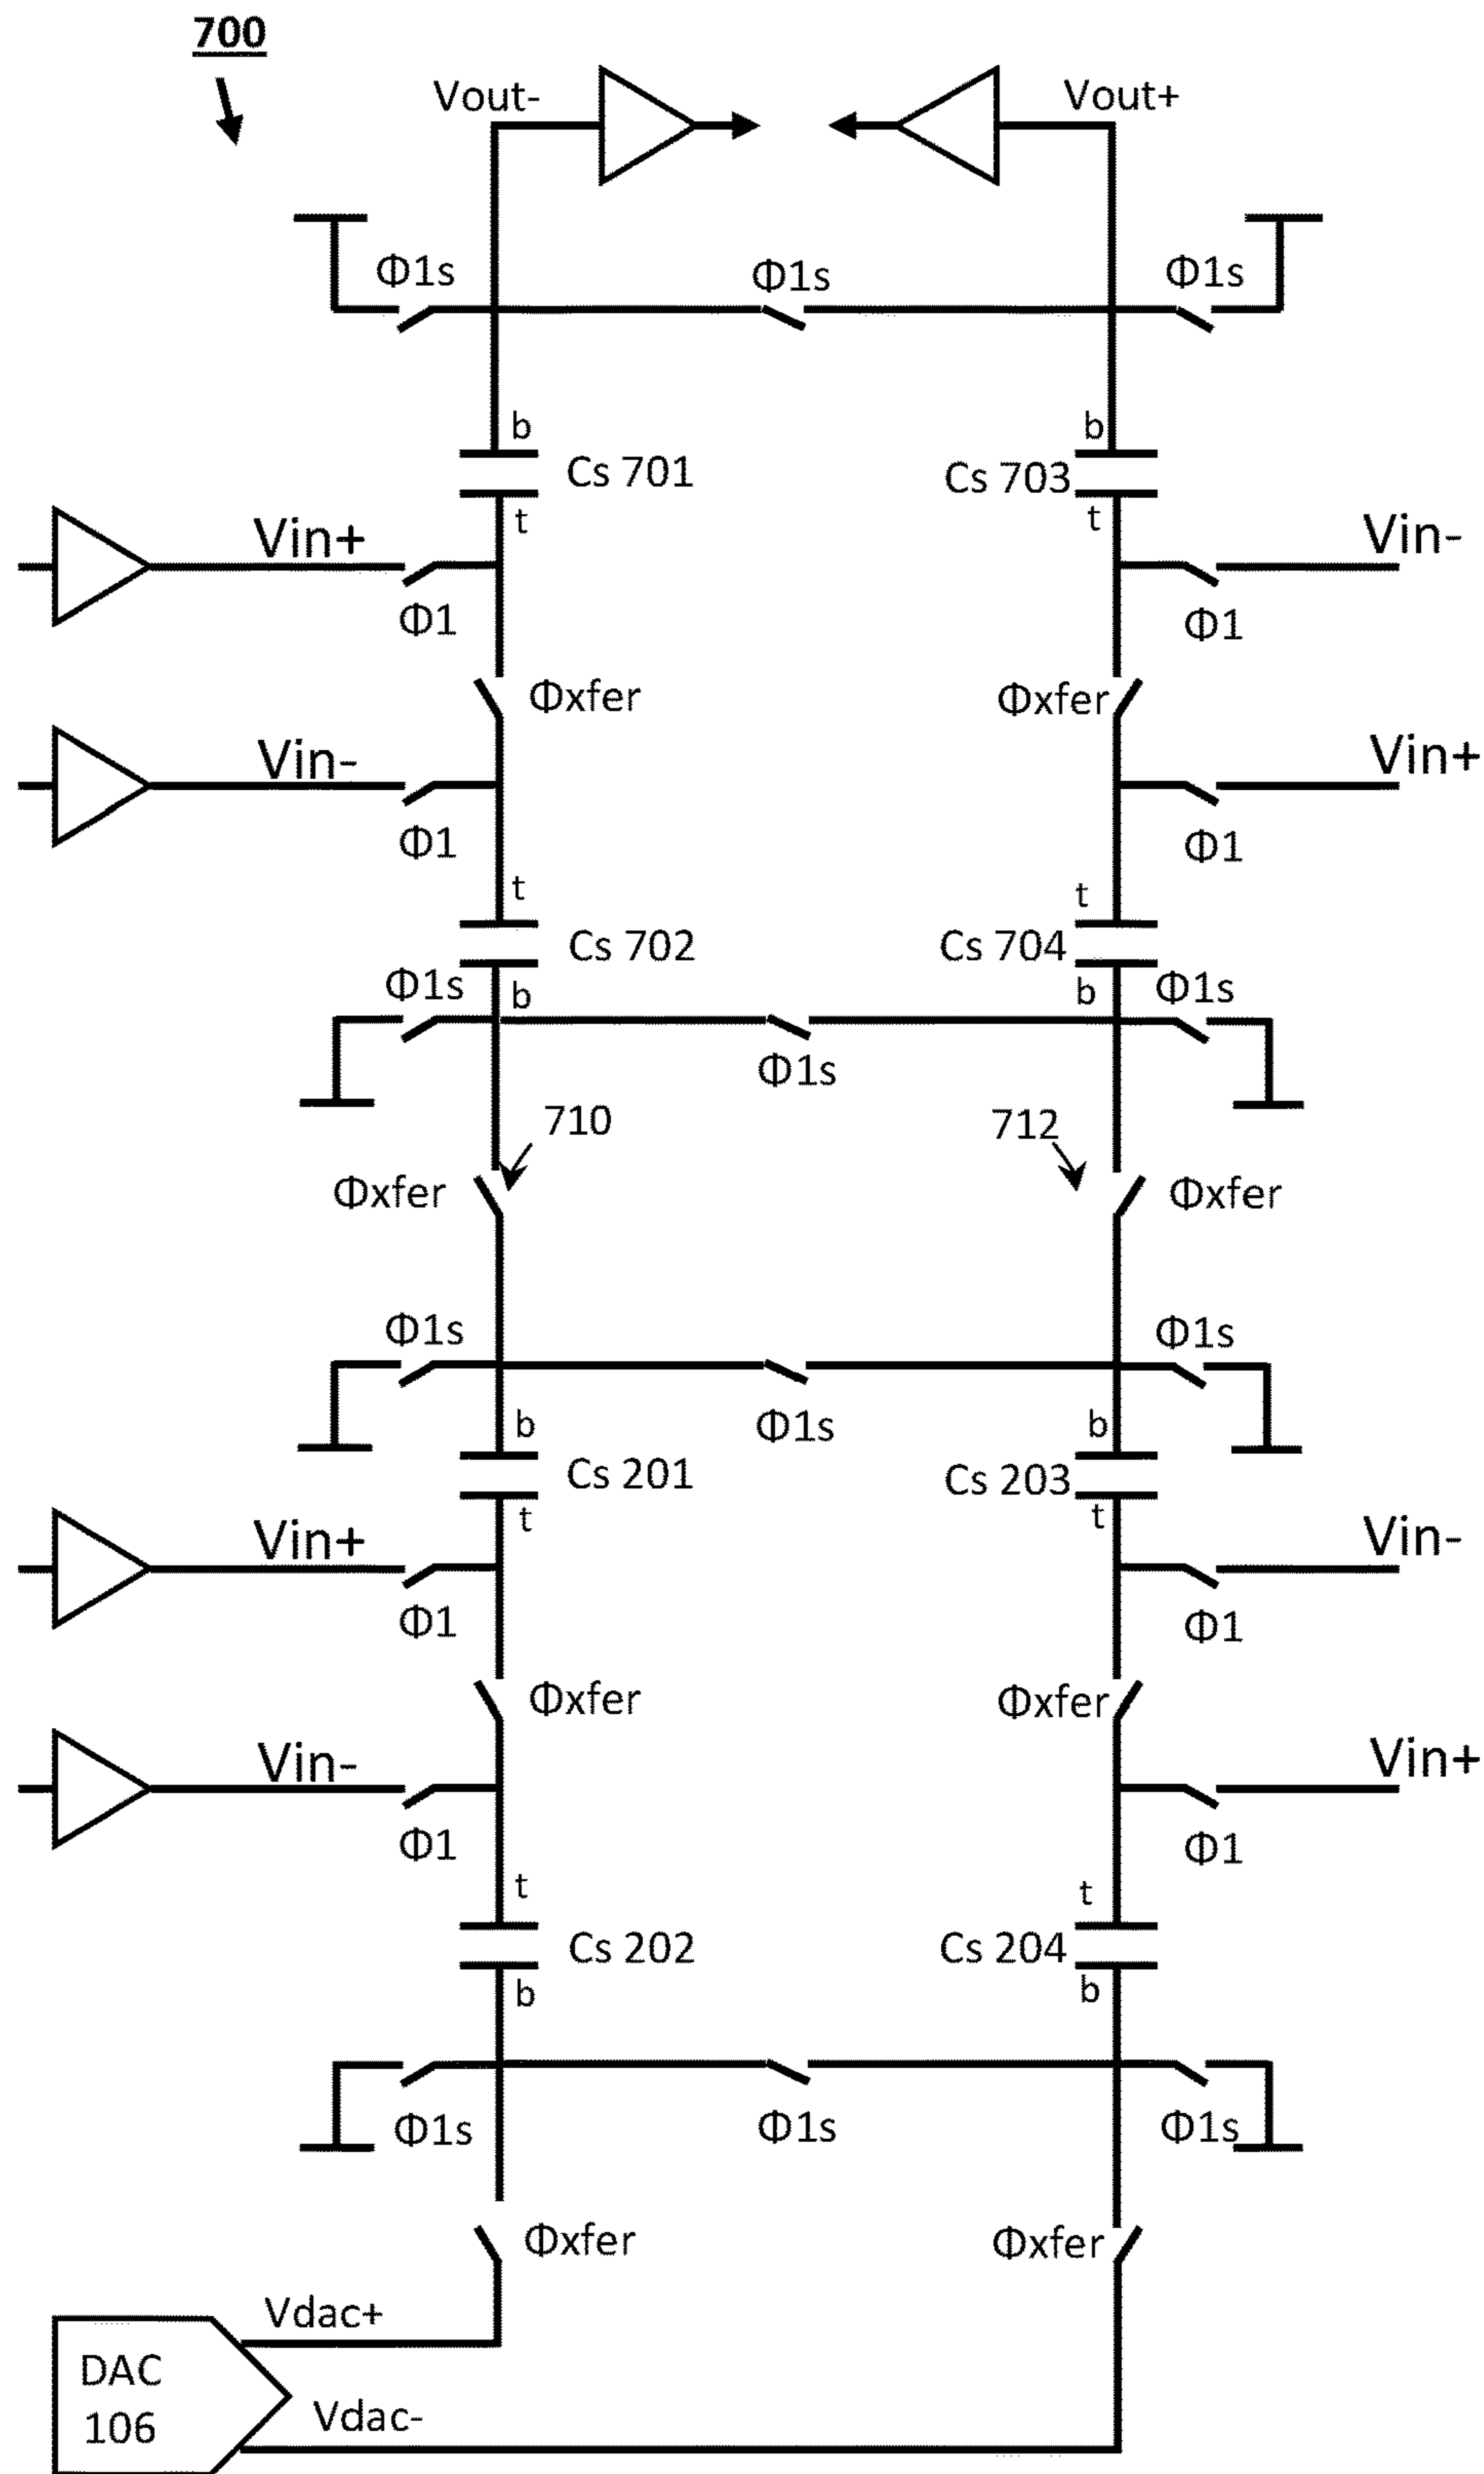 700
Vout- Vout+
Φ1s Φ1s Φ1s
b b
Cs 701 Cs 703
t t
Vin+ Vin-
Φ1 Φ1
Φxfer Φxfer
Vin- Vin+
Φ1 Φ1
t t
Cs 702 Cs 704
Φ1s b b Φ1s
Φ1s
710 712
Φxfer Φxfer
Φ1s Φ1s
Φ1s
b b
Cs 201 Cs 203
t t
Vin+ Vin-
Φ1 Φ1
Φxfer Φxfer
Vin- Vin+
Φ1 Φ1
t t
Cs 202 Cs 204
b b
Φ1s Φ1s Φ1s
Φxfer Φxfer
Vdac+
DAC
106
Vdac-